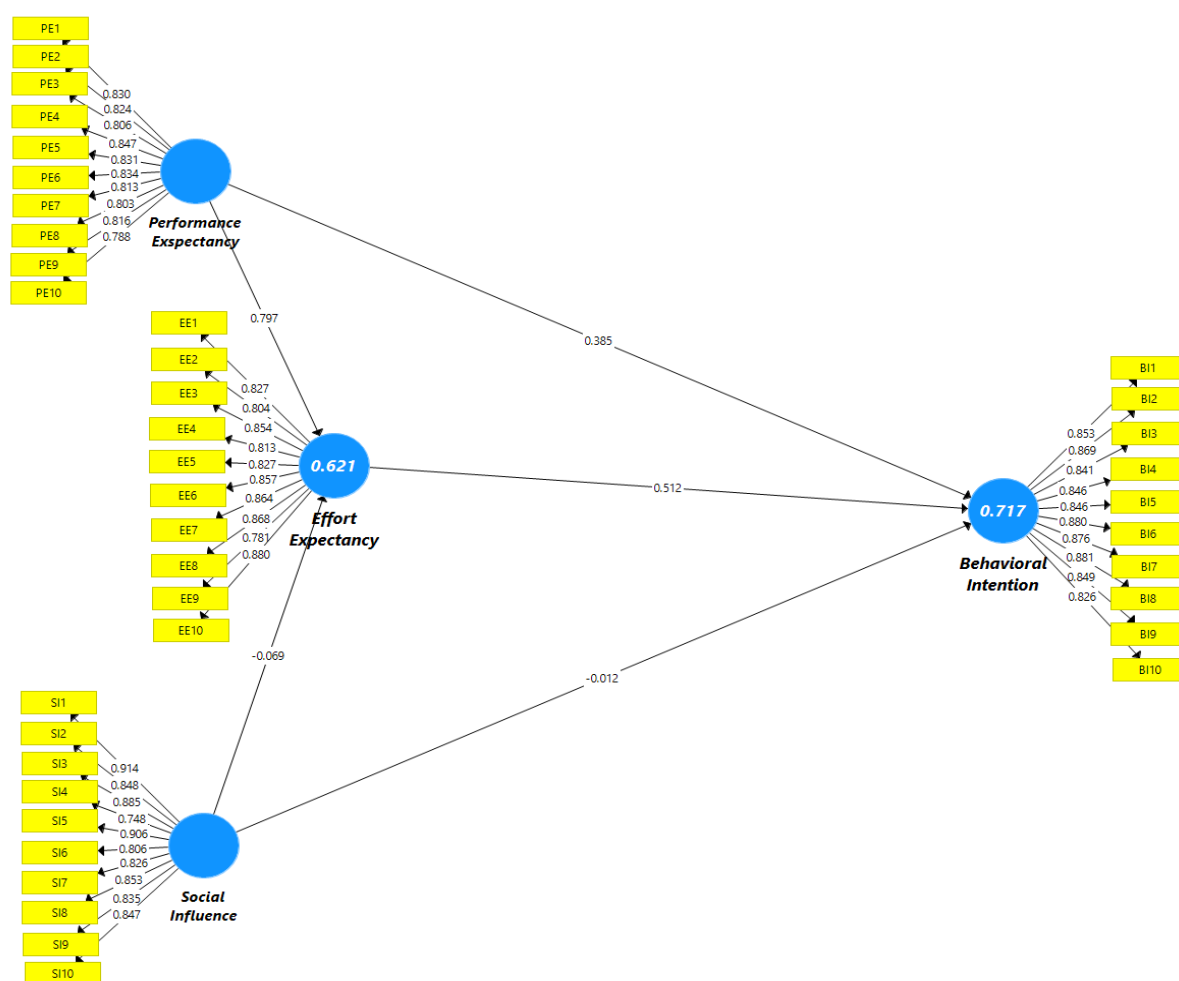 PE1
PE2
PE3
PE4
PE5
PE6
PE7
PE8
PE9
PE10
0.830
0.824
0.806
0.847
0.831
0.834
0.813
0.803
0.816
0.788
Performance
Exspectancy
0.797
0.385
EE1
EE2
EE3
EE4
EE5
EE6
EE7
EE8
EE9
EE10
0.827
0.804
0.854
0.813
0.827
0.857
0.864
0.868
0.781
0.880
0.621
Effort
Expectancy
0.512
-0.069
-0.012
BI1
BI2
BI3
BI4
BI5
BI6
BI7
BI8
BI9
BI10
0.853
0.869
0.841
0.846
0.846
0.880
0.876
0.881
0.849
0.826
0.717
Behavioral
Intention
SI1
SI2
SI3
SI4
SI5
SI6
SI7
SI8
SI9
SI10
0.914
0.848
0.885
0.748
0.906
0.806
0.826
0.853
0.835
0.847
Social
Influence